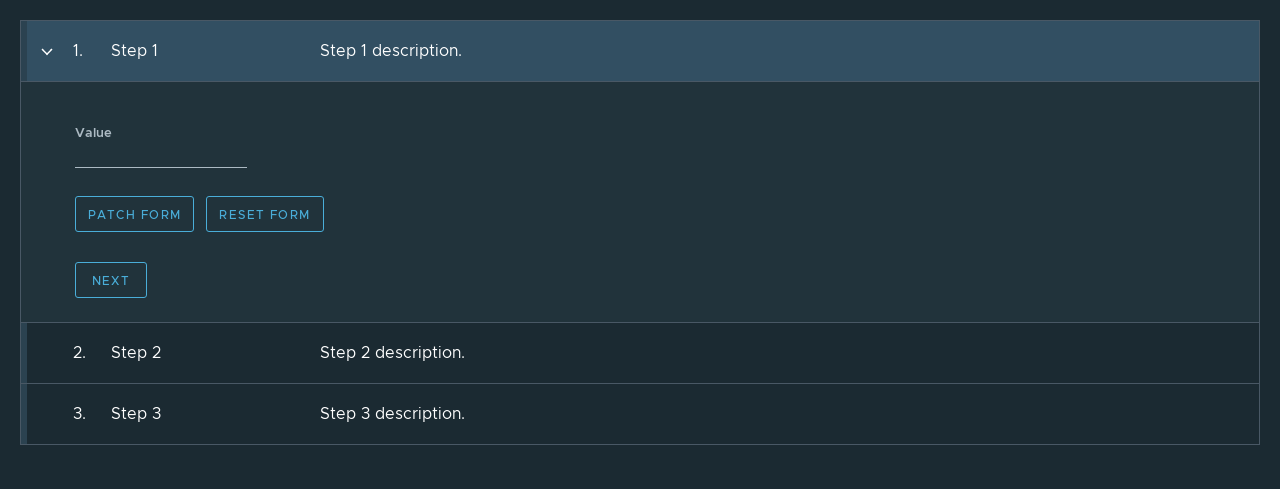 1. Step 1 Step 1 description.
Value
PATCH FORM RESET FORM
NEXT
2. Step 2 Step 2 description.
3. Step 3 Step 3 description.